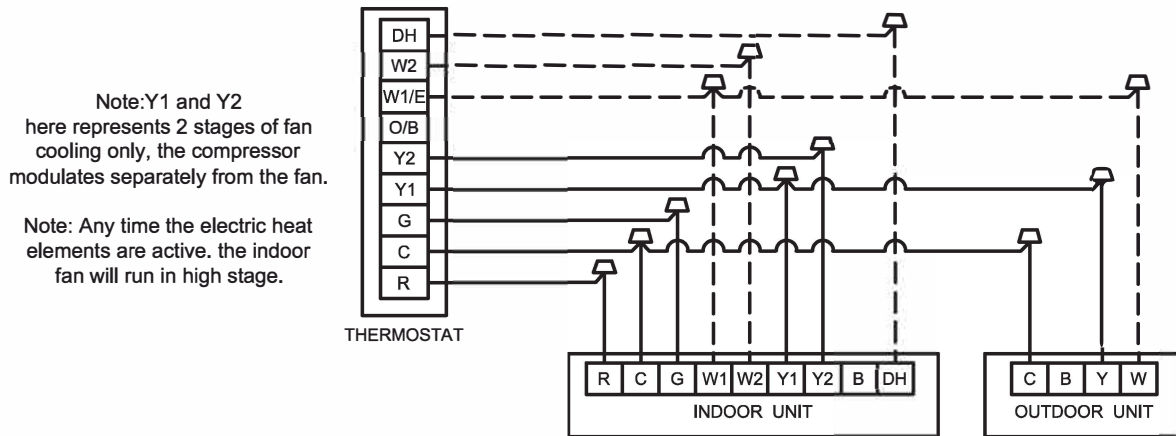 Note:Y1 and Y2
here represents 2 stages of fan
cooling only, the compressor
modulates separately from the fan.
Note: Any time the electric heat
elements are active. the indoor
fan will run in high stage.
DH
W2
W1/E
O/B
Y2
Y1
G
C
R
THERMOSTAT
R C G W1 W2 Y1 Y2 B DH
INDOOR UNIT
C B Y W
OUTDOOR UNIT